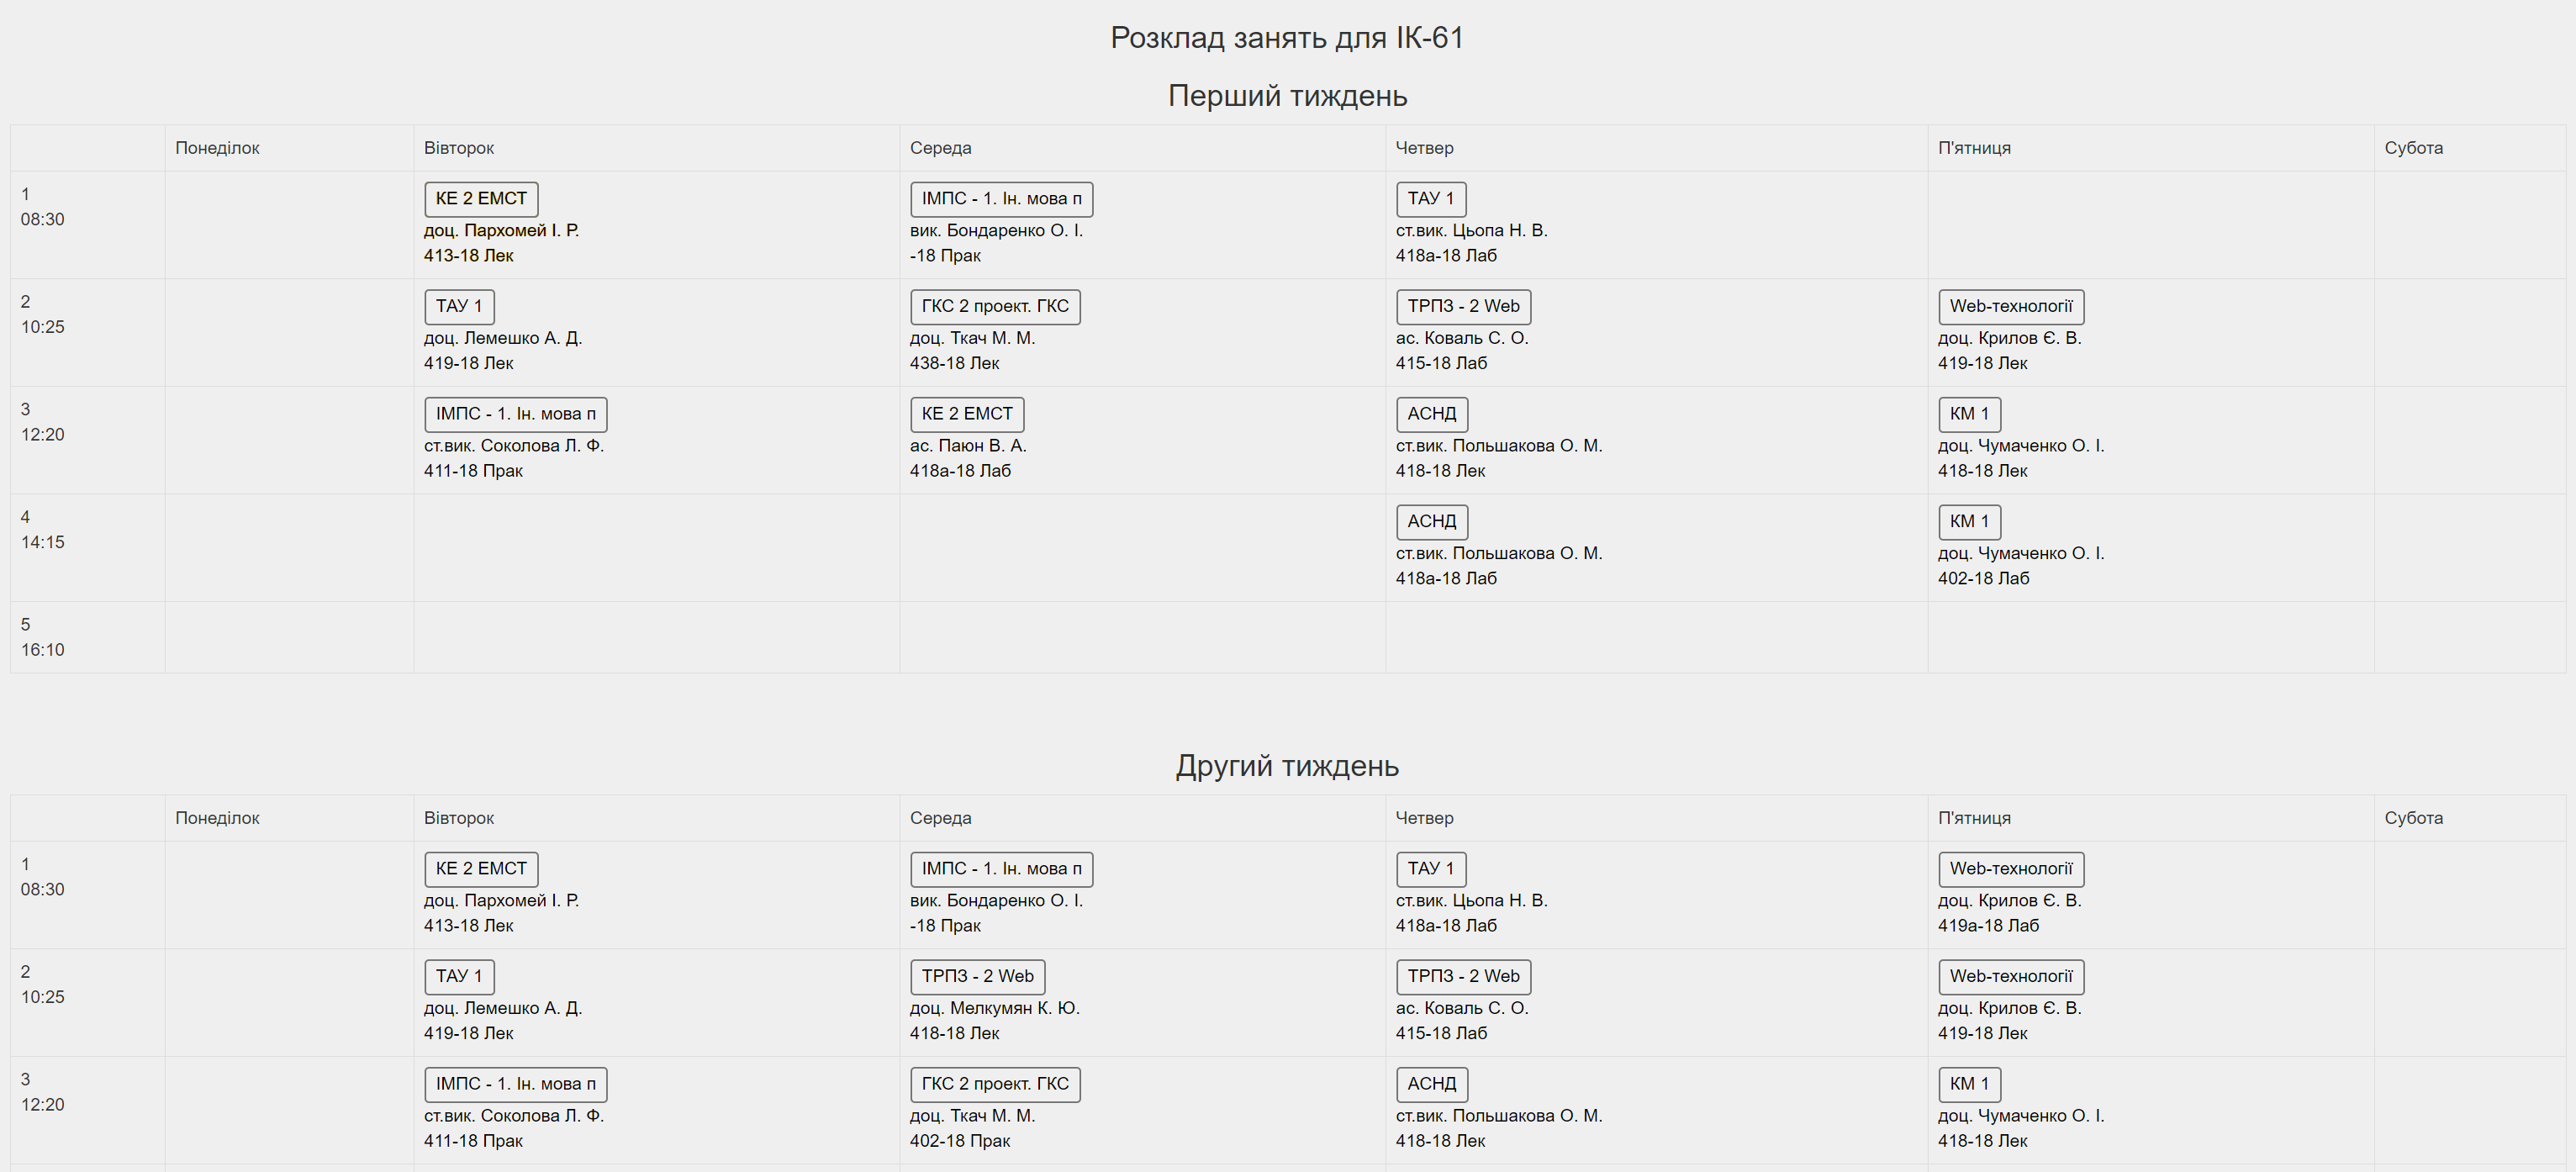 Розклад занять для ІК-61
Перший тиждень
Понеділок Вівторок Середа Четвер П'ятниця Субота
1
08:30
КЕ 2 ЕМСТ
доц. Пархомей І. Р.
413-18 Лек
ІМПС - 1. Ін. мова п
вик. Бондаренко О. І.
-18 Прак
ТАУ 1
ст.вик. Цьопа Н. В.
418а-18 Лаб
2
10:25
ТАУ 1
доц. Лемешко А. Д.
419-18 Лек
ГКС 2 проект. ГКС
доц. Ткач М. М.
438-18 Лек
ТРПЗ - 2 Web
ас. Коваль С. О.
415-18 Лаб
Web-технології
доц. Крилов Є. В.
419-18 Лек
3
12:20
ІМПС - 1. Ін. мова п
ст.вик. Соколова Л. Ф.
411-18 Прак
КЕ 2 ЕМСТ
ас. Паюн В. А.
418а-18 Лаб
АСНД
ст.вик. Польшакова О. М.
418-18 Лек
КМ 1
доц. Чумаченко О. І.
418-18 Лек
4
14:15
АСНД
ст.вик. Польшакова О. М.
418а-18 Лаб
КМ 1
доц. Чумаченко О. І.
402-18 Лаб
5
16:10
Другий тиждень
Понеділок Вівторок Середа Четвер П'ятниця Субота
1
08:30
КЕ 2 ЕМСТ
доц. Пархомей І. Р.
413-18 Лек
ІМПС - 1. Ін. мова п
вик. Бондаренко О. І.
-18 Прак
ТАУ 1
ст.вик. Цьопа Н. В.
418а-18 Лаб
Web-технології
доц. Крилов Є. В.
419а-18 Лаб
2
10:25
ТАУ 1
доц. Лемешко А. Д.
419-18 Лек
ТРПЗ - 2 Web
доц. Мелкумян К. Ю.
418-18 Лек
ТРПЗ - 2 Web
ас. Коваль С. О.
415-18 Лаб
Web-технології
доц. Крилов Є. В.
419-18 Лек
3
12:20
ІМПС - 1. Ін. мова п
ст.вик. Соколова Л. Ф.
411-18 Прак
ГКС 2 проект. ГКС
доц. Ткач М. М.
402-18 Прак
АСНД
ст.вик. Польшакова О. М.
418-18 Лек
КМ 1
доц. Чумаченко О. І.
418-18 Лек